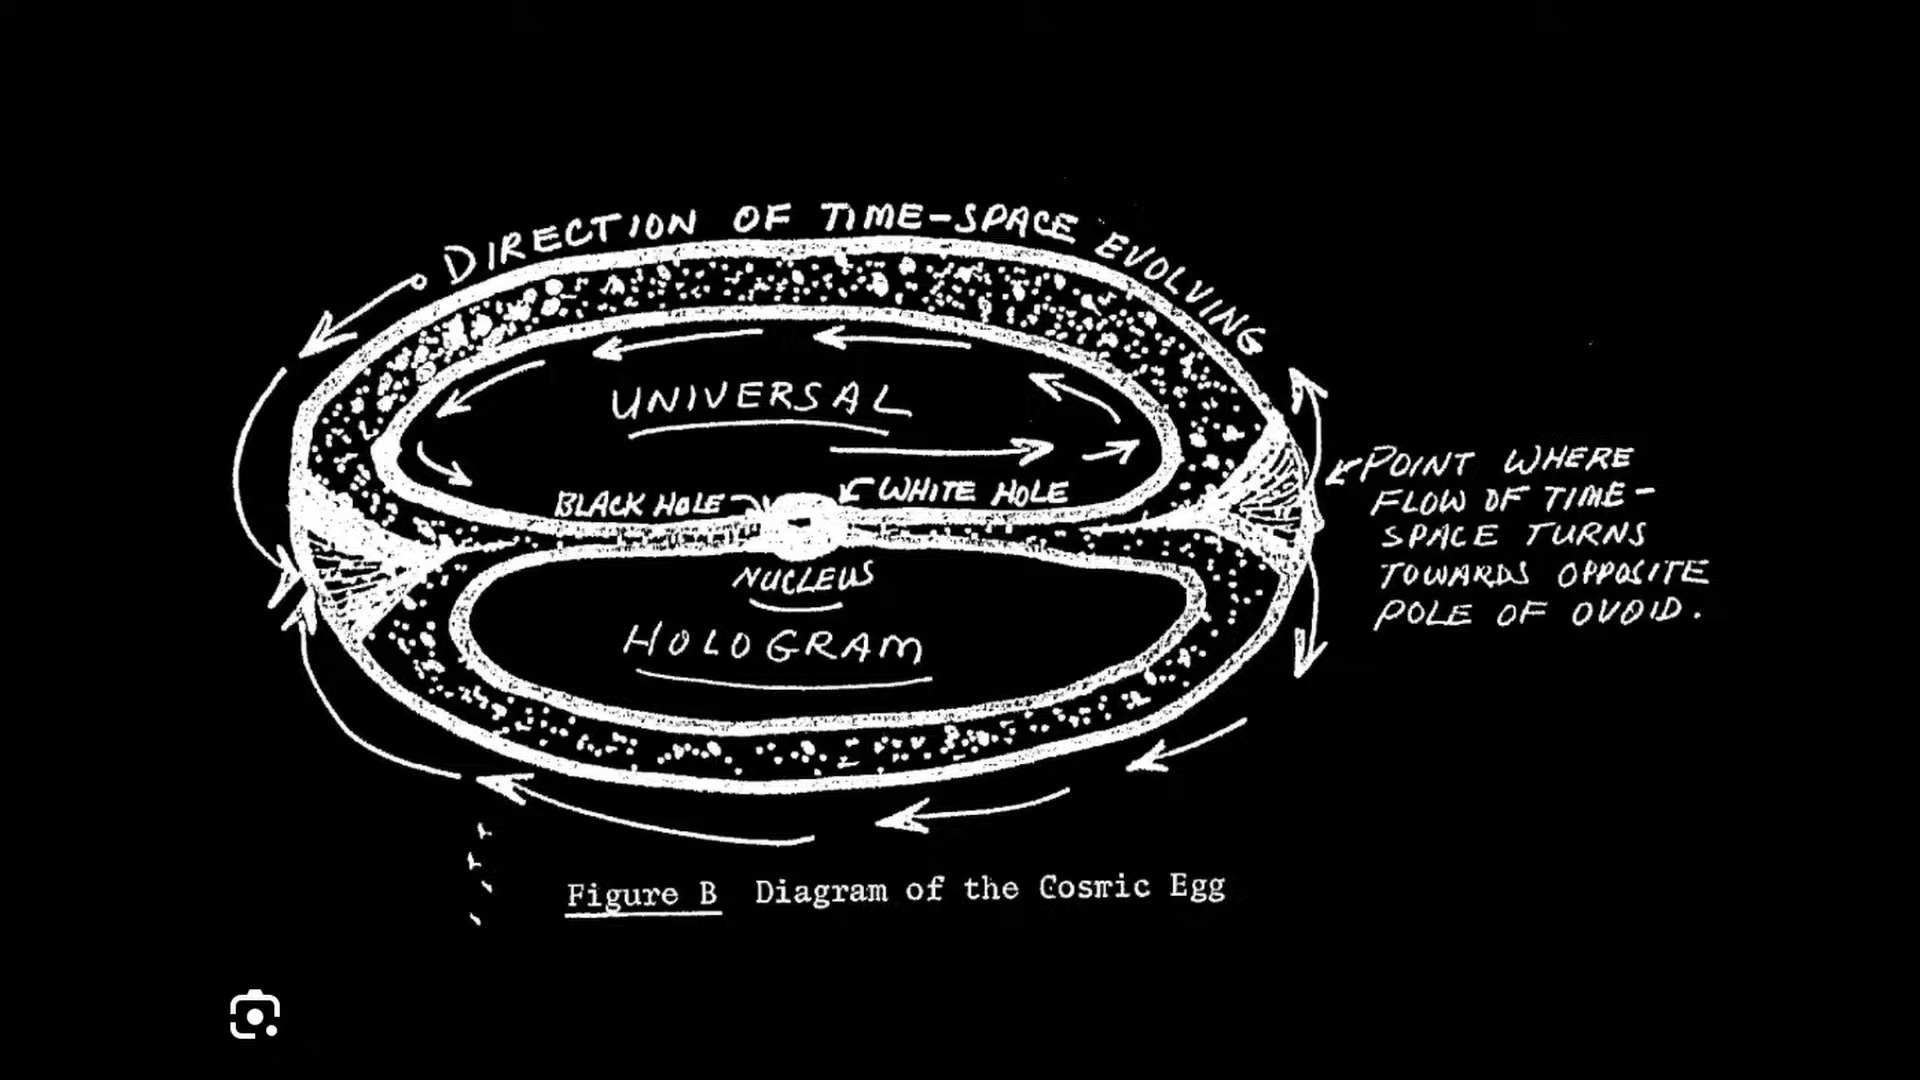 DIRECTION OF TIME-SPACE EVOLVING
UNIVERSAL
BLACK HOLE
WHITE HOLE
NUCLEUS
HOLOGRAM
POINT WHERE
FLOW OF TIME-
SPACE TURNS
TOWARDS OPPOSITE
POLE OF OVOID.
Figure B Diagram of the Cosmic Egg